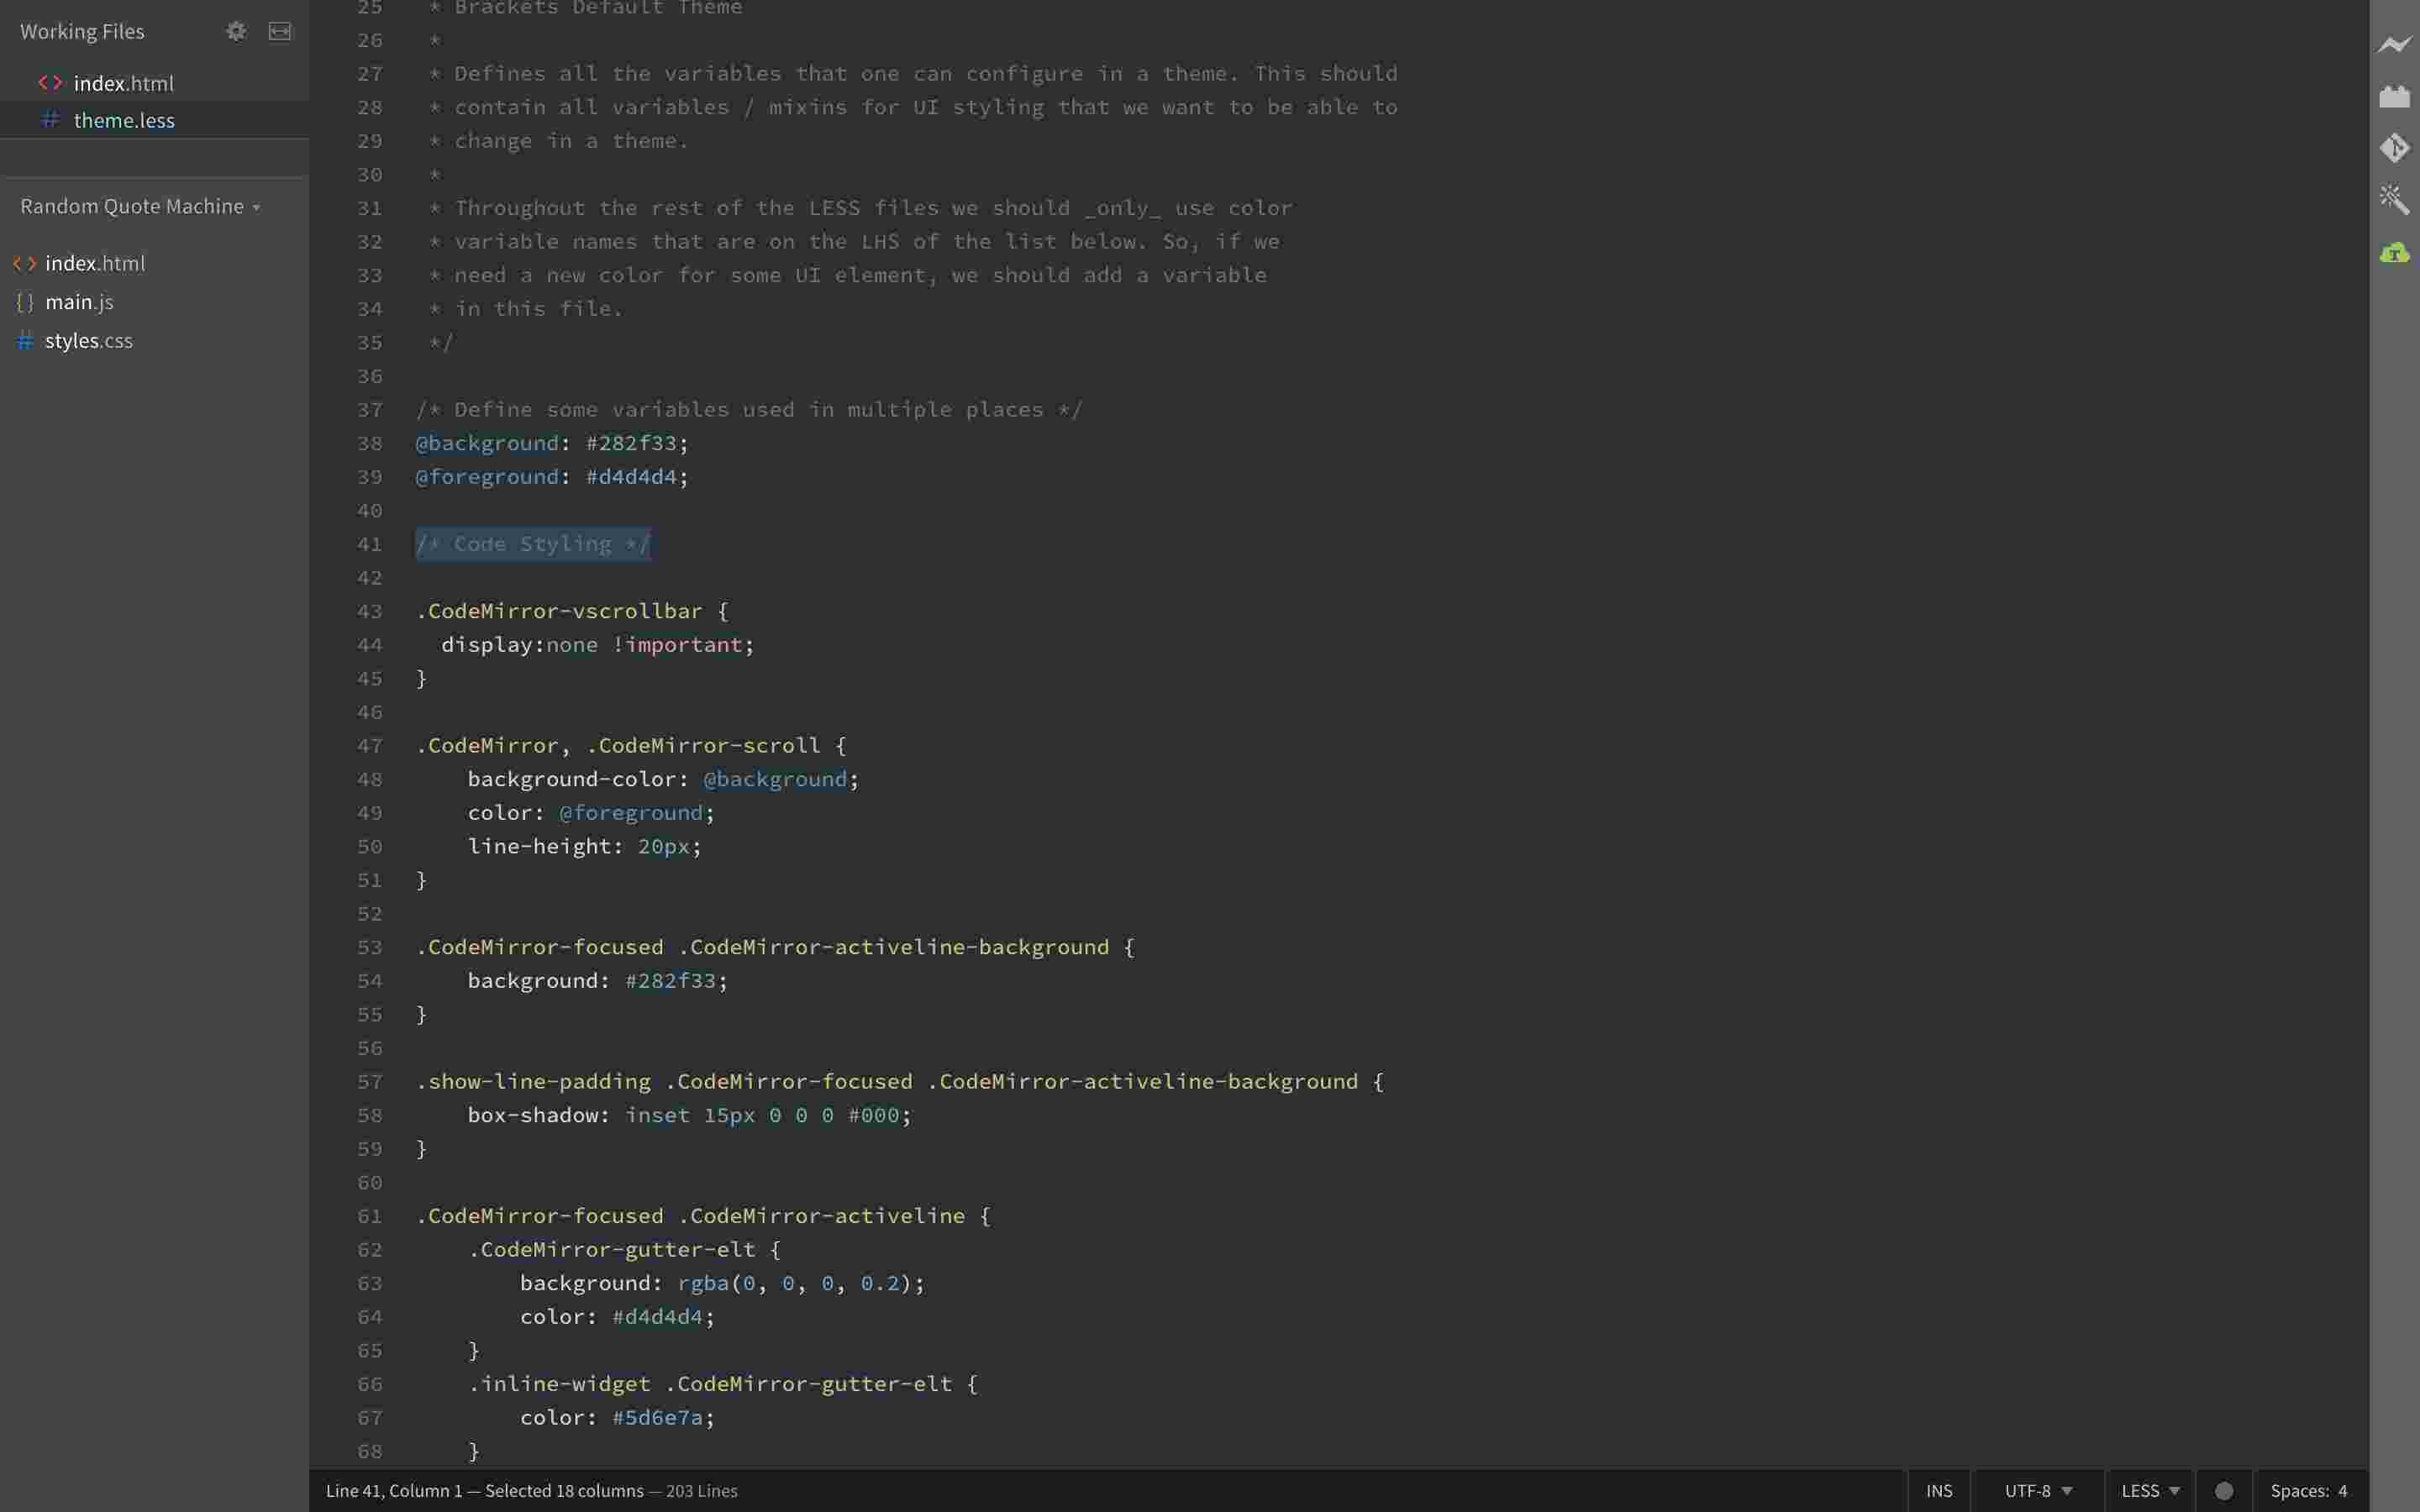 Working Files
index.html
theme.less
Random Quote Machine
index.html
{} main.js
# styles.css
25 * Brackets Default Theme
26 *
27 * Defines all the variables that one can configure in a theme. This should
28 * contain all variables / mixins for UI styling that we want to be able to
29 * change in a theme.
30 *
31 * Throughout the rest of the LESS files we should _only_ use color
32 * variable names that are on the LHS of the list below. So, if we
33 * need a new color for some UI element, we should add a variable
34 * in this file.
35 */
36
37 /* Define some variables used in multiple places */
38 @background: #282f33;
39 @foreground: #d4d4d4;
40
41 /* Code Styling */
42
43 .CodeMirror-vscrollbar {
44 display:none !important;
45 }
46
47 .CodeMirror, .CodeMirror-scroll {
48 background-color: @background;
49 color: @foreground;
50 line-height: 20px;
51 }
52
53 .CodeMirror-focused .CodeMirror-activeline-background {
54 background: #282f33;
55 }
56
57 .show-line-padding .CodeMirror-focused .CodeMirror-activeline-background {
58 box-shadow: inset 15px 0 0 0 #000;
59 }
60
61 .CodeMirror-focused .CodeMirror-activeline {
62 .CodeMirror-gutter-elt {
63 background: rgba(0, 0, 0, 0.2);
64 color: #d4d4d4;
65 }
66 .inline-widget .CodeMirror-gutter-elt {
67 color: #5d6e7a;
68 }
Line 41, Column 1 — Selected 18 columns — 203 Lines
INS
UTF-8
LESS
Spaces: 4